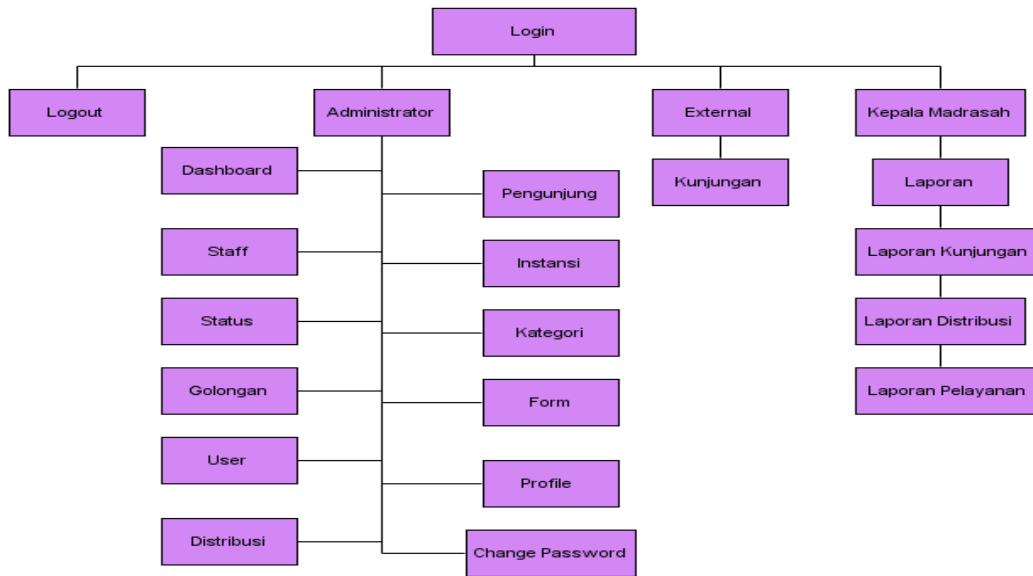 Login
Logout
Administrator
External
Kepala Madrasah
Dashboard
Pengunjung
Kunjungan
Laporan
Staff
Instansi
Laporan Kunjungan
Status
Kategori
Laporan Distribusi
Golongan
Form
Laporan Pelayanan
User
Profile
Distribusi
Change Password